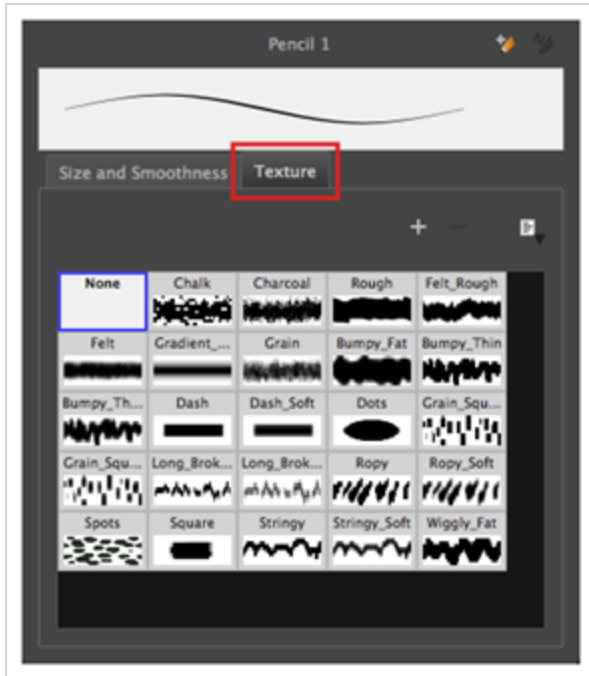 Pencil 1
Size and Smoothness Texture
None Chalk Charcoal Rough Felt_Rough
Felt Gradient_... Grain Bumpy_Fat Bumpy_Thin
Bumpy_Th... Dash Dash_Soft Dots Grain_Squ...
Grain_Squ... Long_Brok... Long_Brok... Ropy Ropy_Soft
Spots Square Stringy Stringy_Soft Wiggly_Fat